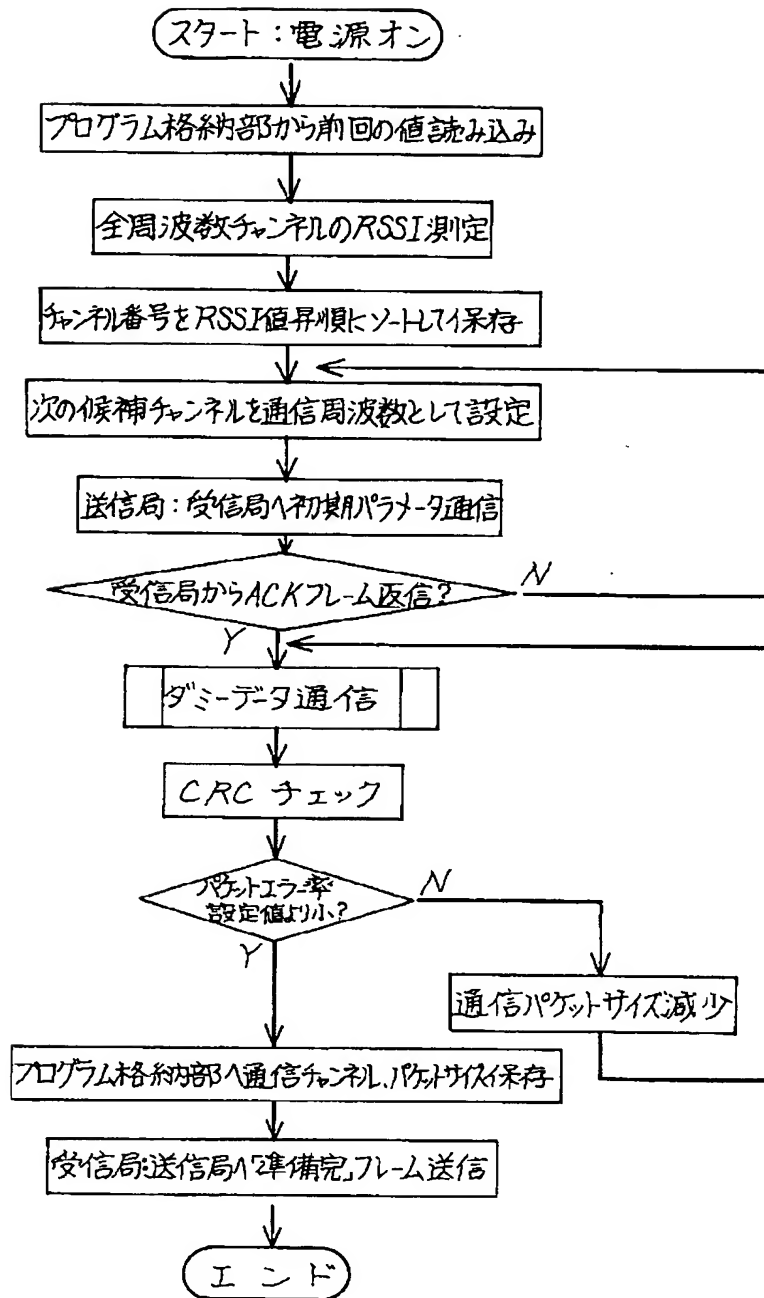 スタート:電源オン
プログラム格納部から前回の値読み込み
全周波数チャンネルのRSSI測定
チャンネル番号をRSSI値昇順にソートして保存
次の候補チャンネルを通信周波数として設定
送信局:受信局へ初期パラメータ通信
受信局からACKフレーム返信?
N
Y
ダミーデータ通信
CRC チェック
パケットエラー率
設定値より小?
N
Y
通信パケットサイズ減少
プログラム格納部へ通信チャンネル、パケットサイズ保存
受信局:送信局へ「準備完」フレーム送信
エンド